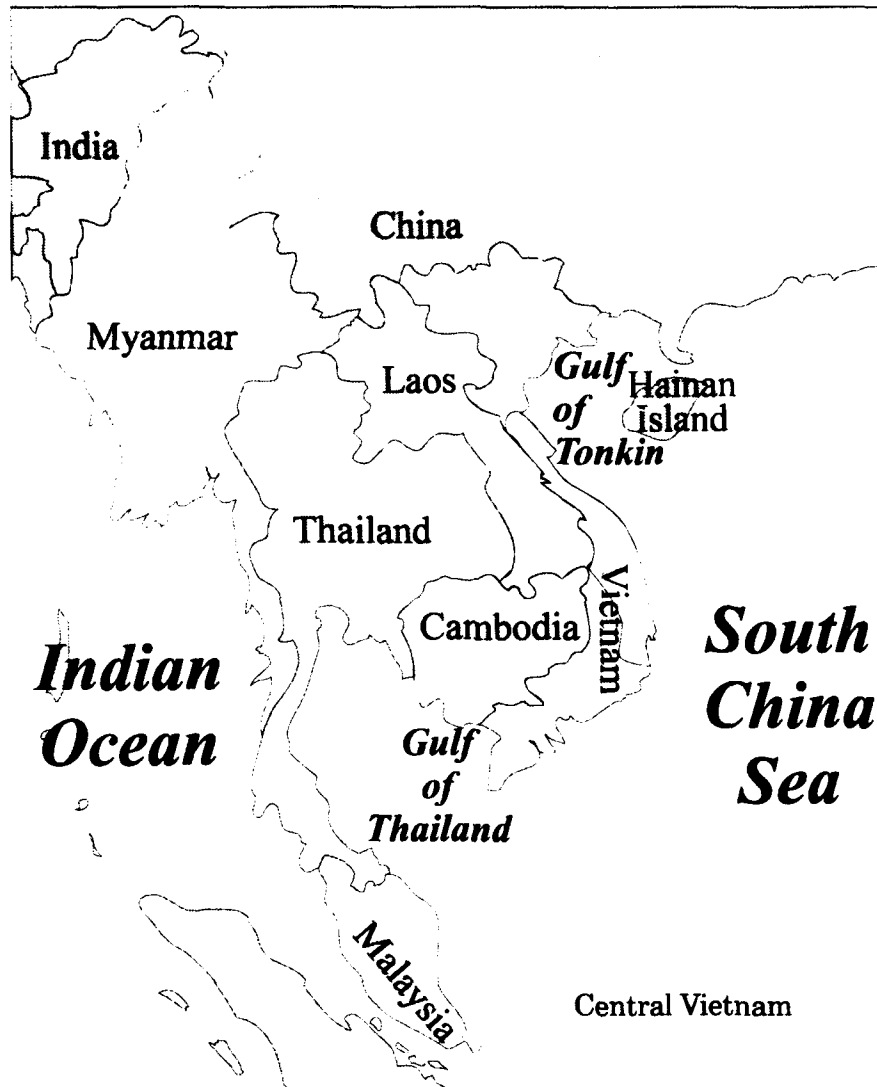 India
China
Myanmar
Laos
Gulf
of
Tonkin
Hainan
Island
Thailand
Vietnam
Cambodia
Indian
Ocean
South
China
Sea
Gulf
of
Thailand
Malaysia
Central Vietnam